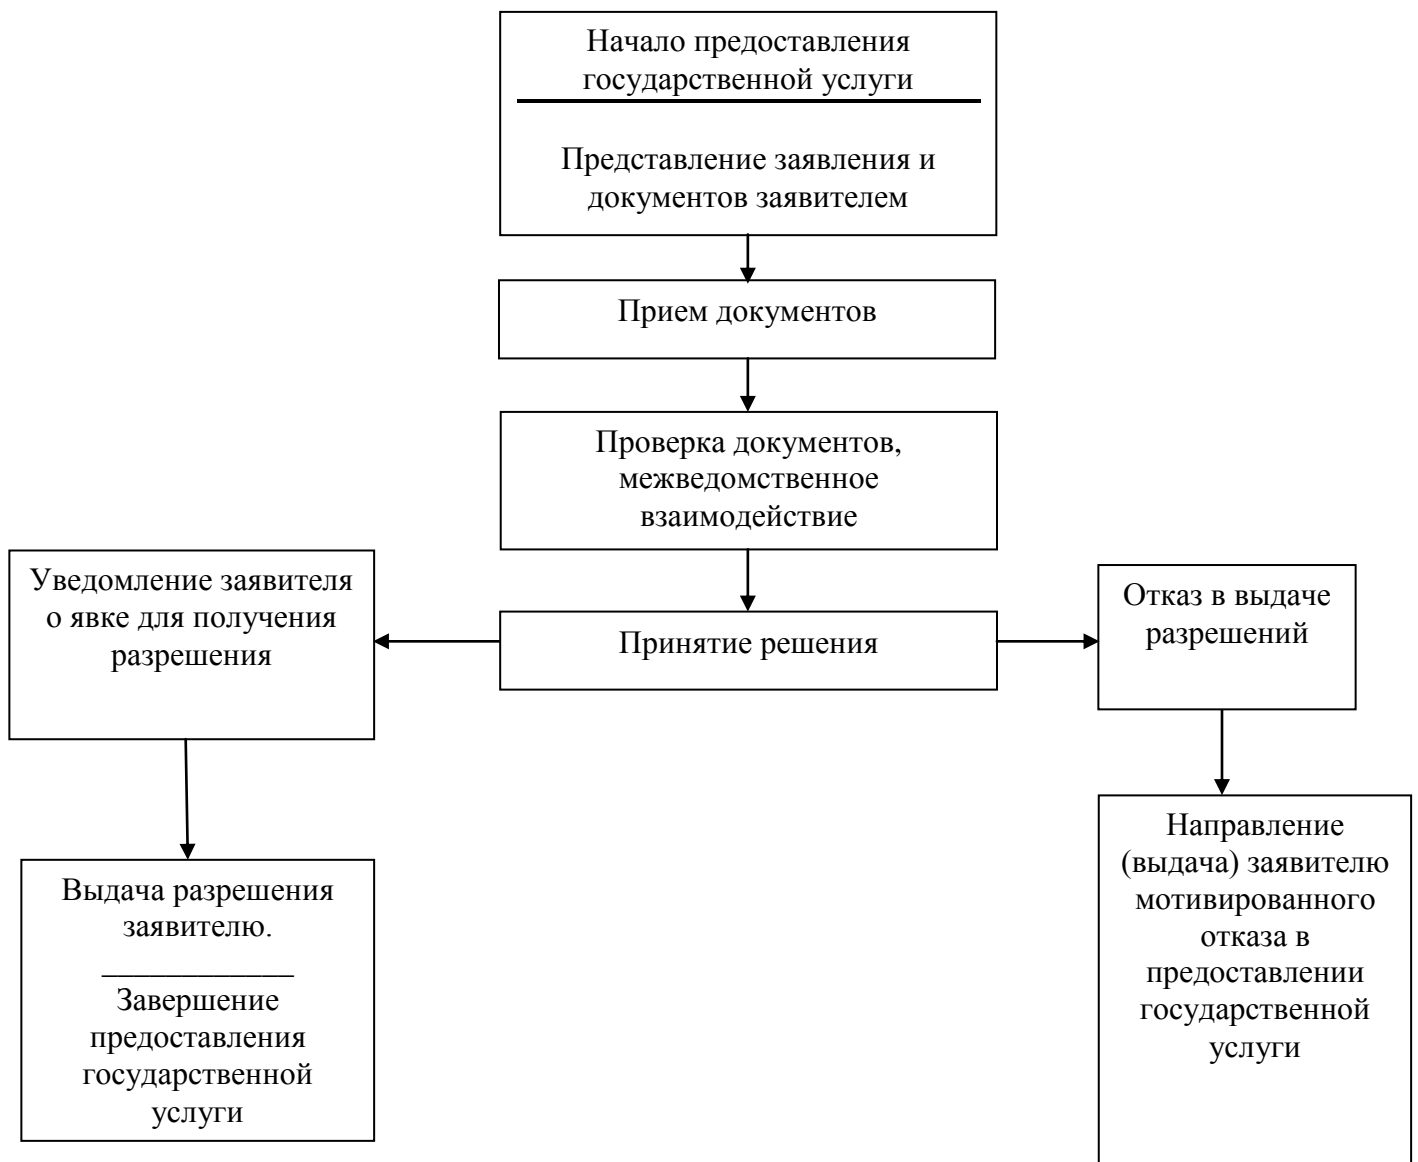 Начало предоставления
государственной услуги
Представление заявления и
документов заявителем
Прием документов
Проверка документов,
межведомственное
взаимодействие
Уведомление заявителя
о явке для получения
разрешения
Принятие решения
Отказ в выдаче
разрешений
Выдача разрешения
заявителю.
____________
Завершение
предоставления
государственной
услуги
Направление
(выдача) заявителю
мотивированного
отказа в
предоставлении
государственной
услуги